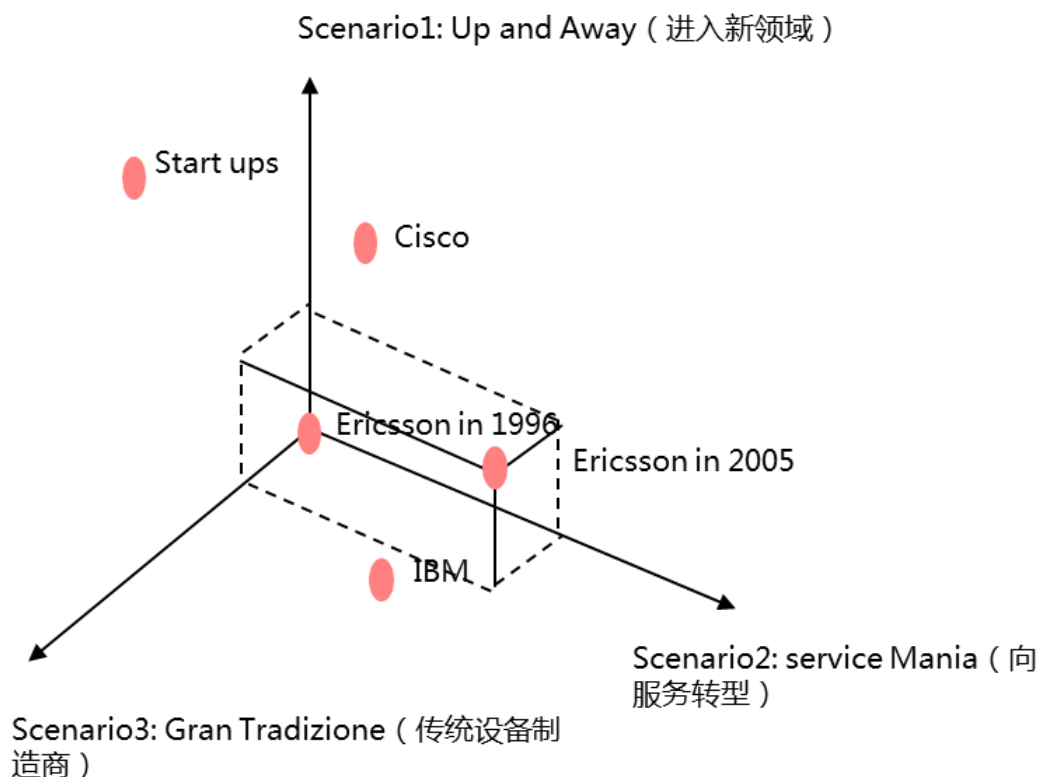 Scenario1: Up and Away（进入新领域）
Start ups
Cisco
Ericsson in 1996
Ericsson in 2005
IBM
Scenario2: service Mania（向
服务转型）
Scenario3: Gran Tradizione（传统设备制
造商）